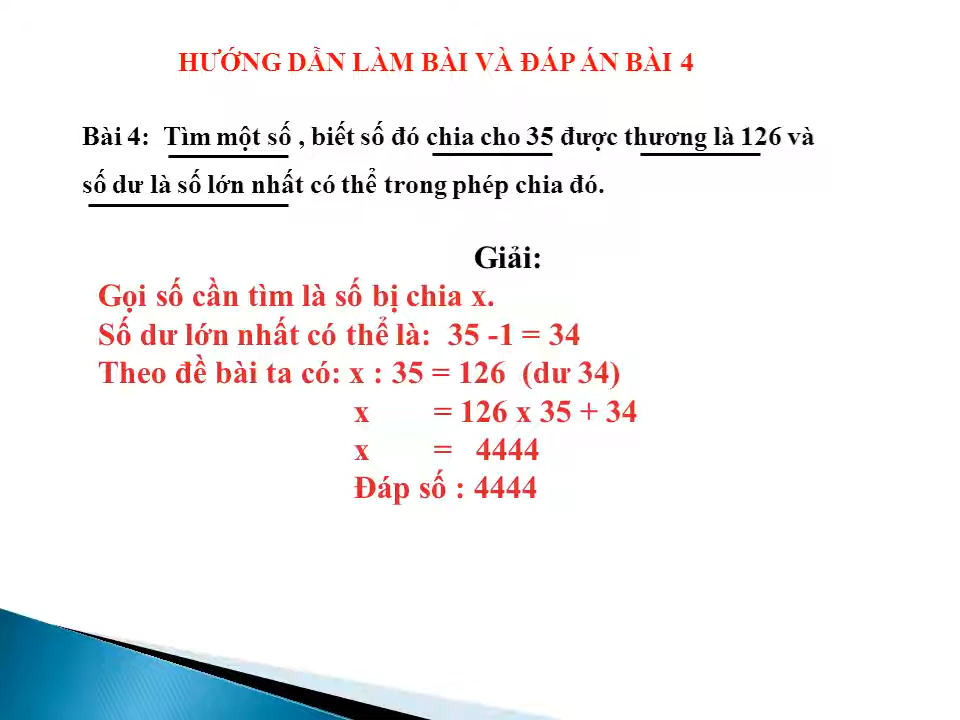 HƯỚNG DẪN LÀM BÀI VÀ ĐÁP ÁN BÀI 4
Bài 4: Tìm một số , biết số đó chia cho 35 được thương là 126 và
số dư là số lớn nhất có thể trong phép chia đó.
Giải:
Gọi số cần tìm là số bị chia x.
Số dư lớn nhất có thể là: 35 -1 = 34
Theo đề bài ta có: x : 35 = 126 (dư 34)
x = 126 x 35 + 34
x = 4444
Đáp số : 4444